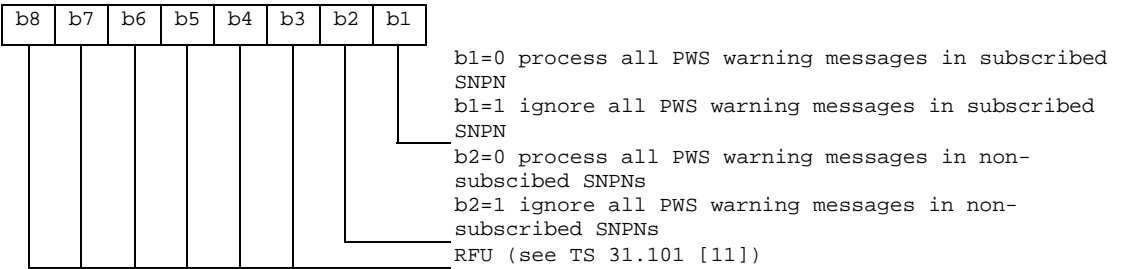 b8 b7 b6 b5 b4 b3 b2 b1
b1=0 process all PWS warning messages in subscribed
SNPN
b1=1 ignore all PWS warning messages in subscribed
SNPN
b2=0 process all PWS warning messages in non-
subscibed SNPNs
b2=1 ignore all PWS warning messages in non-
subscribed SNPNs
RFU (see TS 31.101 [11])